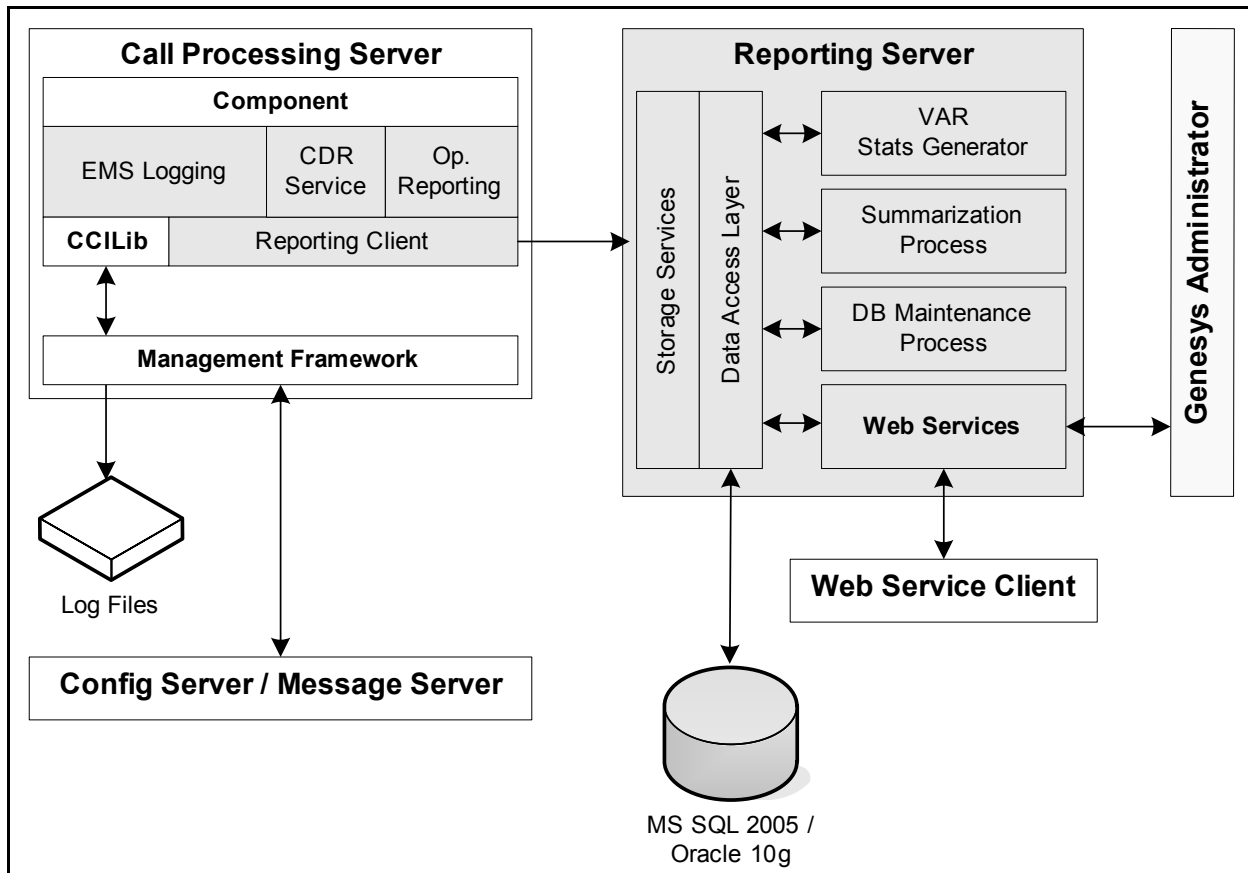 Call Processing Server
Component
EMS Logging
CDR
Service
Op.
Reporting
CCILib
Reporting Client
Management Framework
Log Files
Config Server / Message Server
Reporting Server
Storage Services
Data Access Layer
VAR
Stats Generator
Summarization
Process
DB Maintenance
Process
Web Services
Web Service Client
MS SQL 2005 /
Oracle 10g
Genesys Administrator